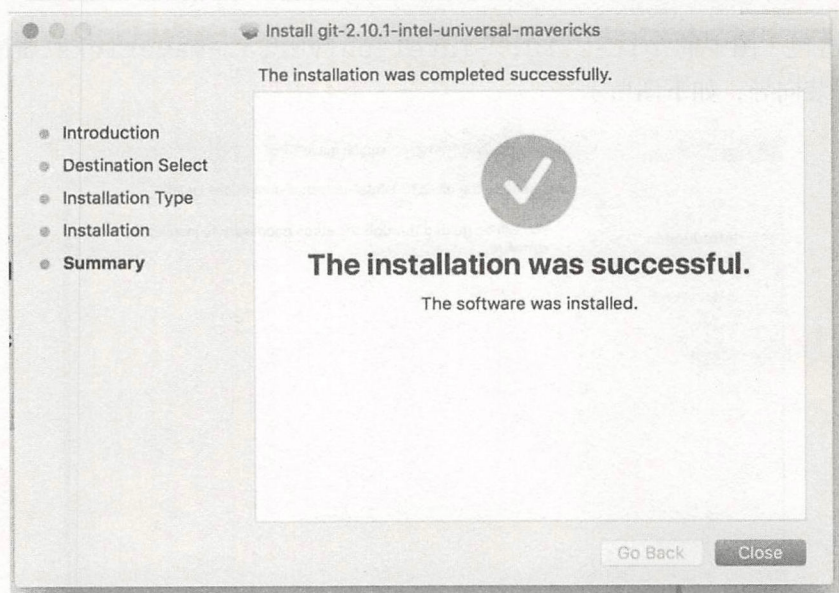 Install git-2.10.1-intel-universal-mavericks
The installation was completed successfully.
Introduction
Destination Select
Installation Type
Installation
Summary
The installation was successful.
The software was installed.
Go Back
Close